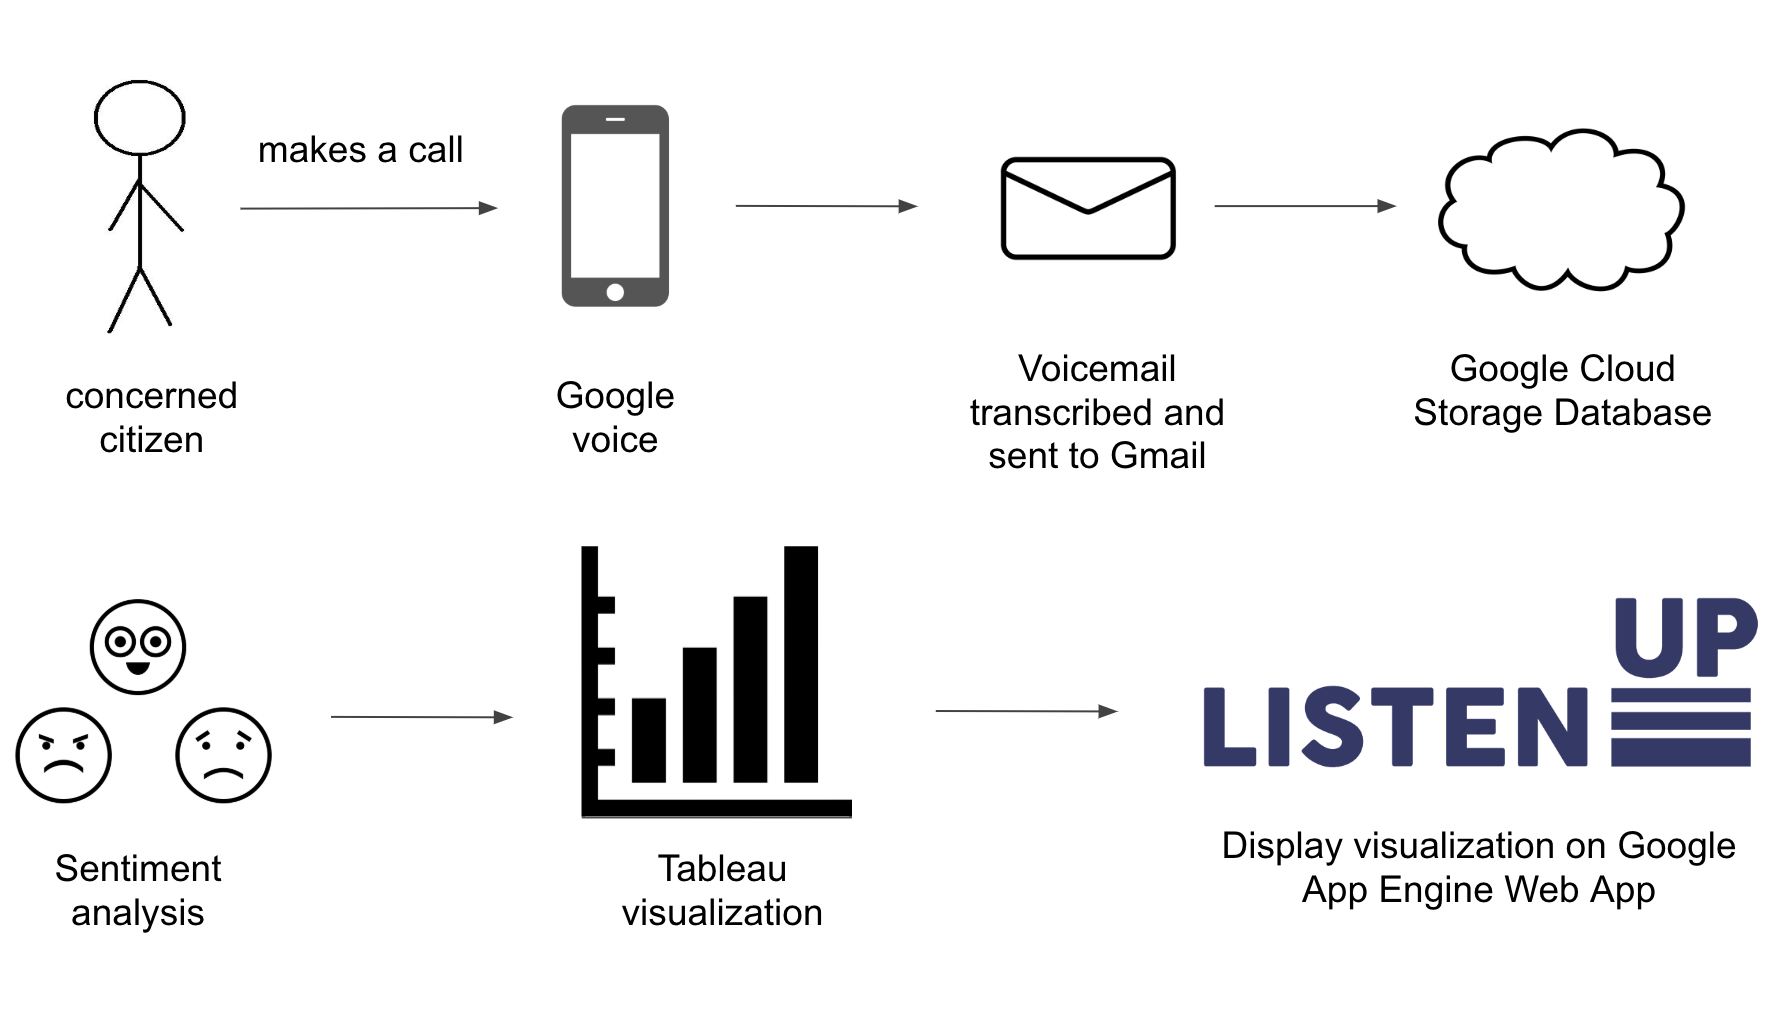 makes a call
concerned
citizen
Google
voice
Voicemail
transcribed and
sent to Gmail
Google Cloud
Storage Database
Sentiment
analysis
Tableau
visualization
UP
LISTEN
Display visualization on Google
App Engine Web App